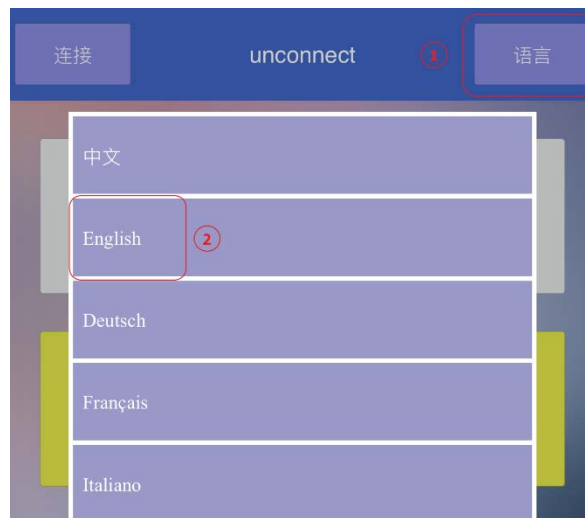 连接 unconnect ① 语言
中文
English ②
Deutsch
Français
Italiano